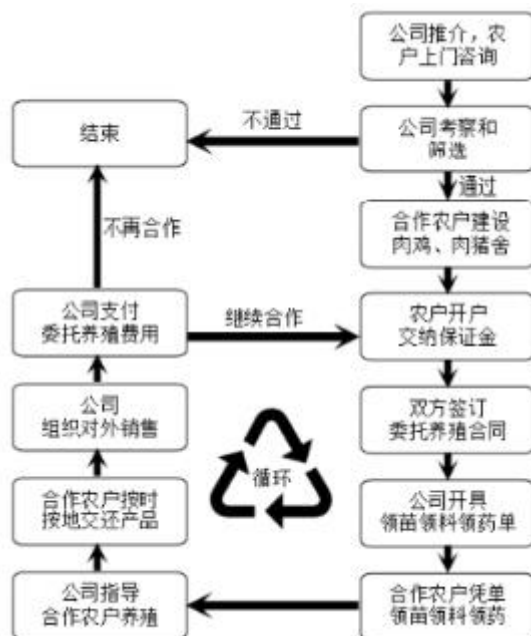 公司推介，农
户上门咨询
公司考察和
筛选
不通过
结束
通过
合作农户建设
肉鸡、肉猪舍
不再合作
农户开户
交纳保证金
继续合作
公司支付
委托养殖费用
双方签订
委托养殖合同
公司
组织对外销售
循环
公司开具
领苗领料领药单
合作农户按时
按地交还产品
合作农户凭单
领苗领料领药
公司指导
合作农户养殖